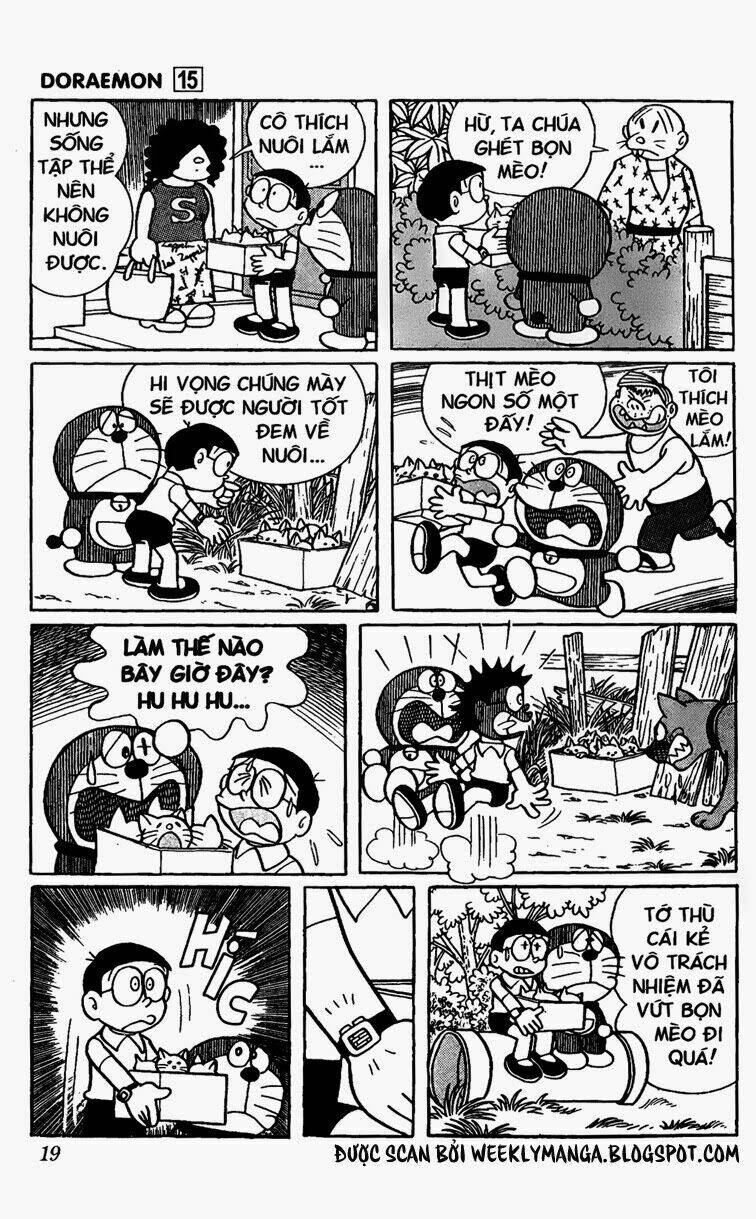 DORAEMON 15
NHƯNG
SỐNG
TẬP THỂ
NÊN
KHÔNG
NUÔI
ĐƯỢC.
CÔ THÍCH
NUÔI LẮM
...
S
HỪ, TA CHÚA
GHÉT BỌN
MÈO!
HI VỌNG CHÚNG MÀY
SẼ ĐƯỢC NGƯỜI TỐT
ĐEM VỀ
NUÔI...
THỊT MÈO
NGON SỐ MỘT
ĐẤY!
TÔI
THÍCH
MÈO
LẮM!
LÀM THẾ NÀO
BÂY GIỜ ĐÂY?
HU HU HU...
HÍC
TỚ THÙ
CÁI KẺ
VÔ TRÁCH
NHIỆM ĐÃ
VỨT BỌN
MÈO ĐI
QUÁ!
19
ĐƯỢC SCAN BỞI WEEKLYMANGA.BLOGSPOT.COM